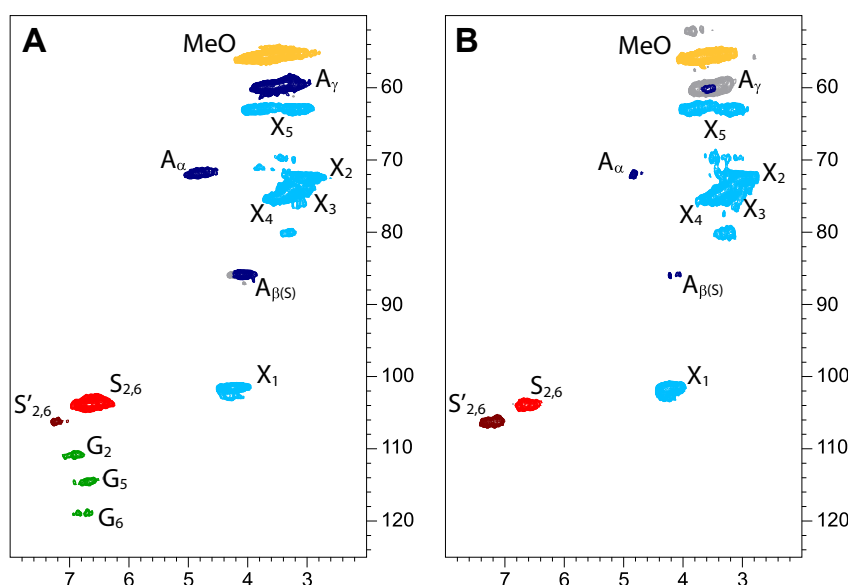 A
MeO
Aγ
X5
Aα
X2
X3
X4
Aβ(S)
X1
S2,6
S'2,6
G2
G5
G6
60
70
80
90
100
110
120
7 6 5 4 3
B
MeO
Aγ
X5
Aα
X2
X3
X4
Aβ(S)
X1
S2,6
S'2,6
60
70
80
90
100
110
120
7 6 5 4 3